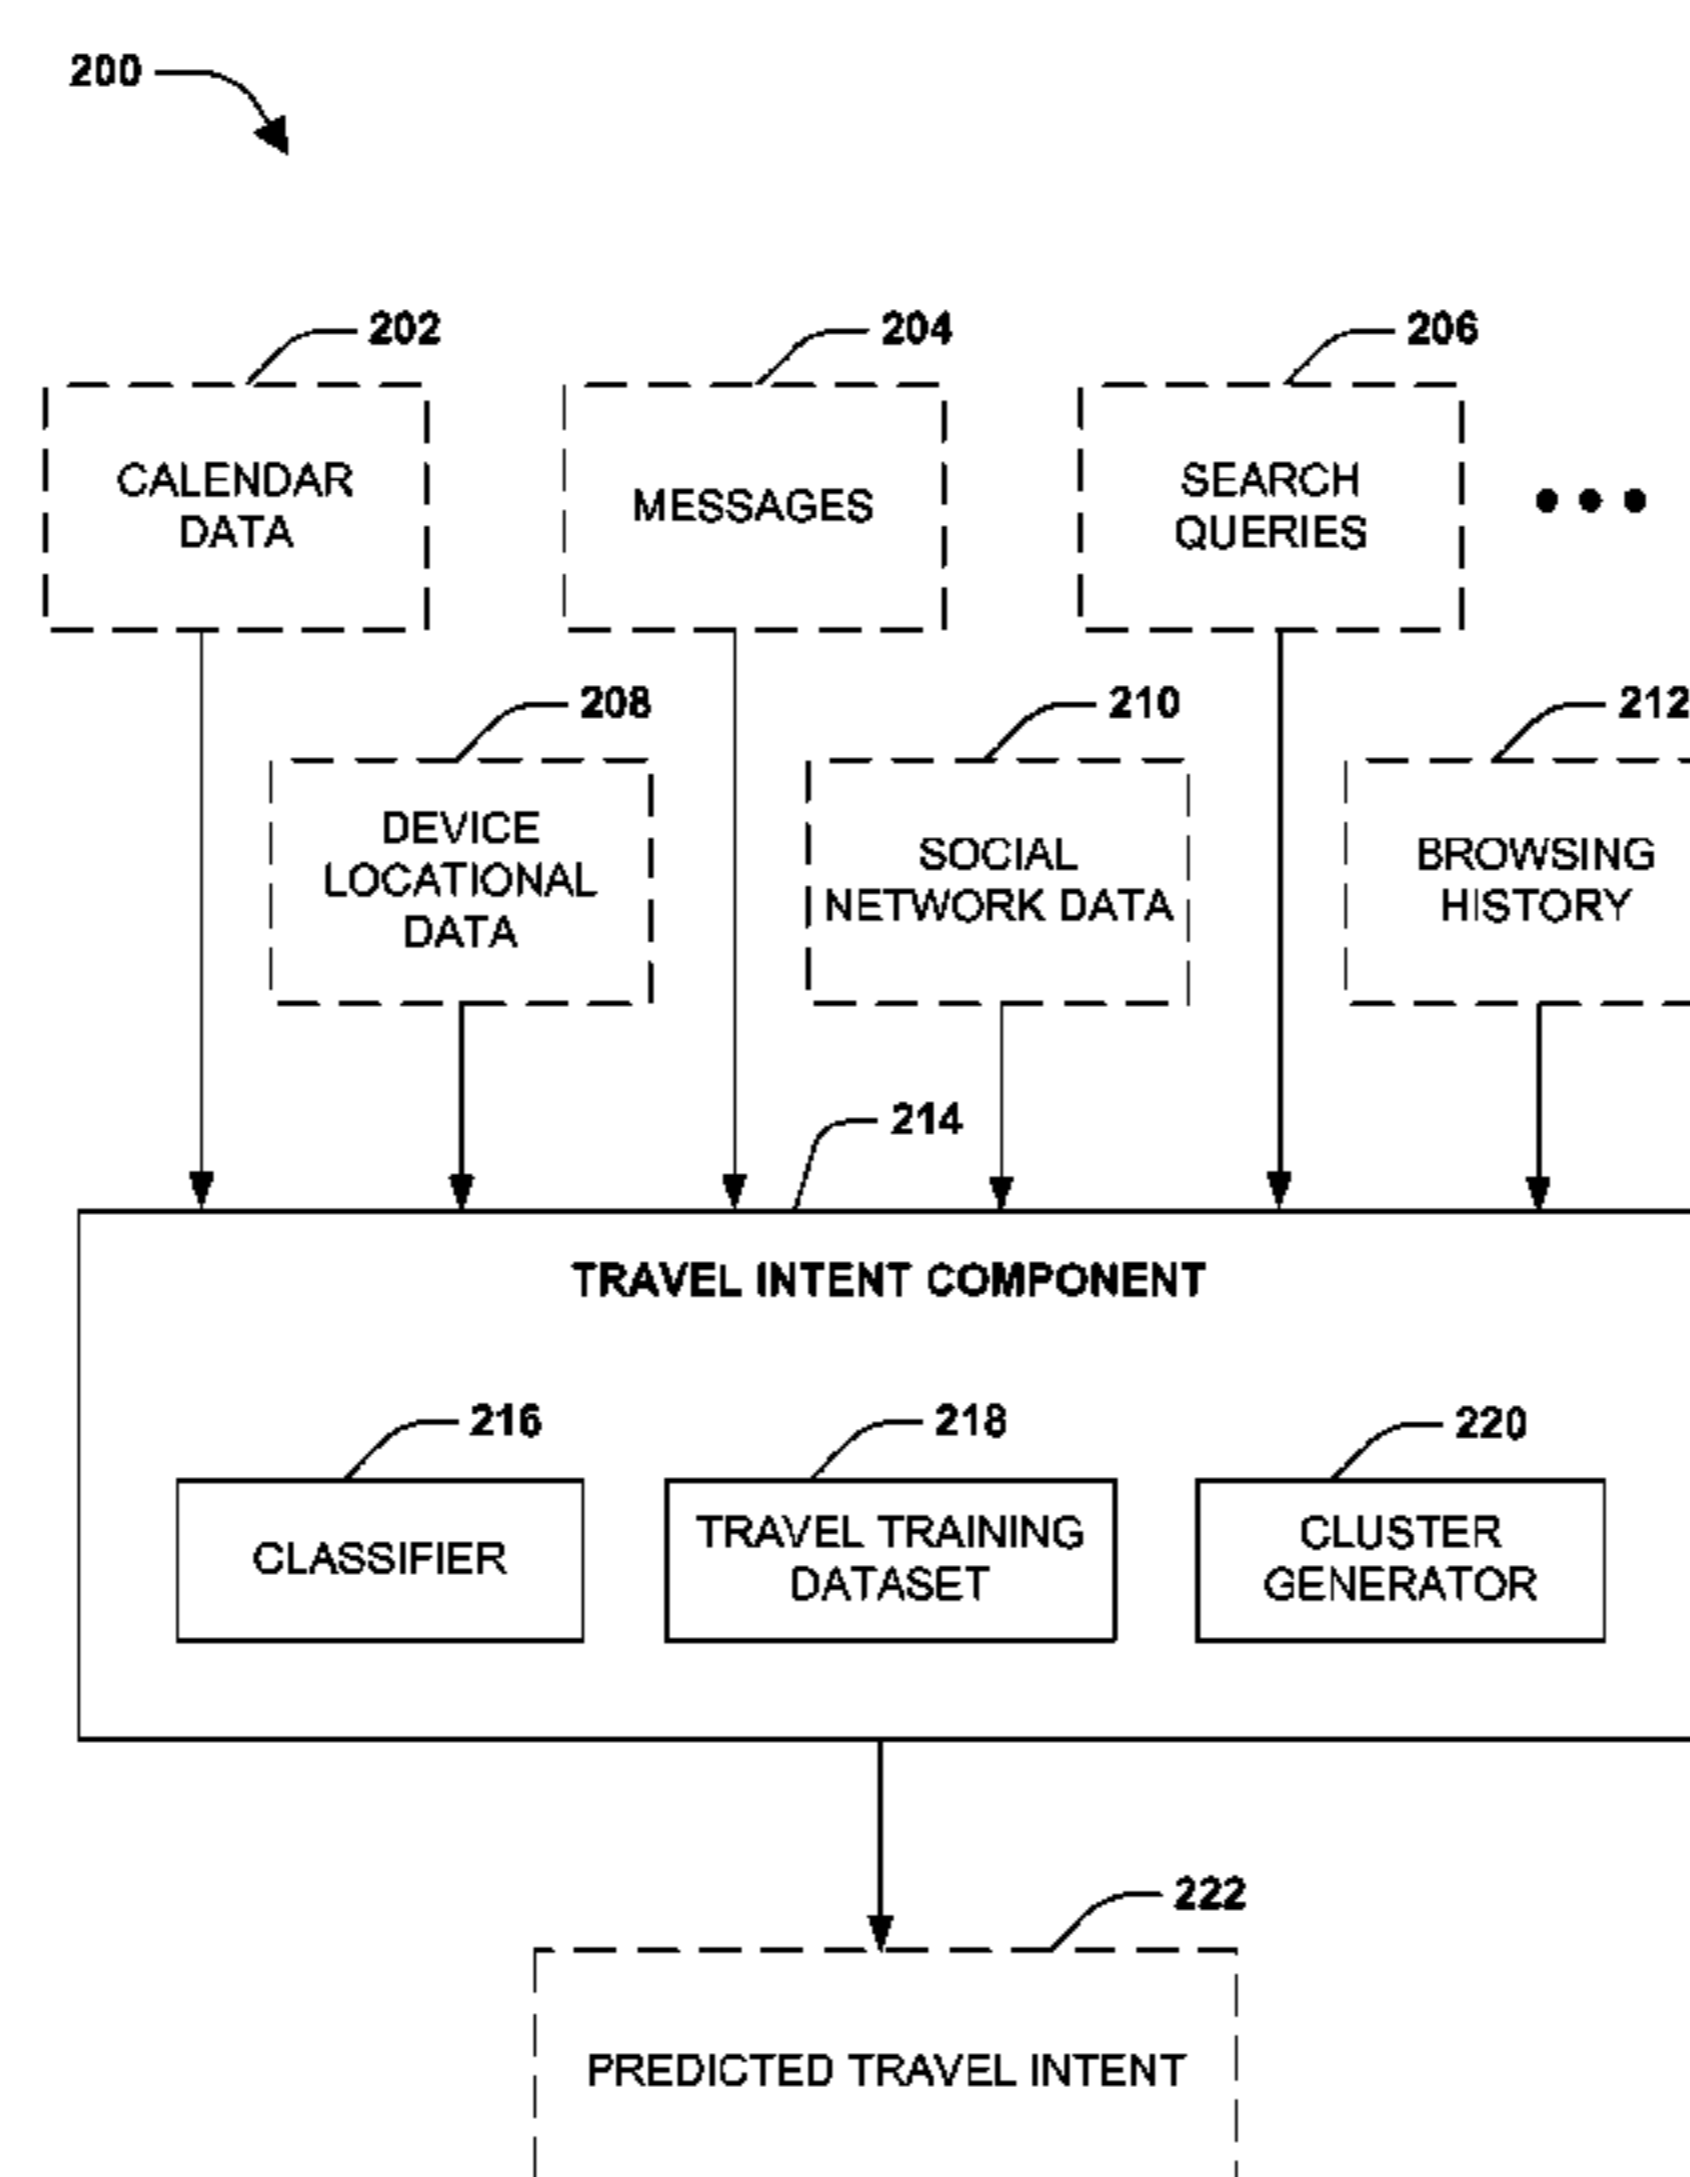 200
202
204
206
CALENDAR
DATA
MESSAGES
SEARCH
QUERIES
208
210
212
DEVICE
LOCATIONAL
DATA
SOCIAL
NETWORK DATA
BROWSING
HISTORY
214
TRAVEL INTENT COMPONENT
216
218
220
CLASSIFIER
TRAVEL TRAINING
DATASET
CLUSTER
GENERATOR
222
PREDICTED TRAVEL INTENT